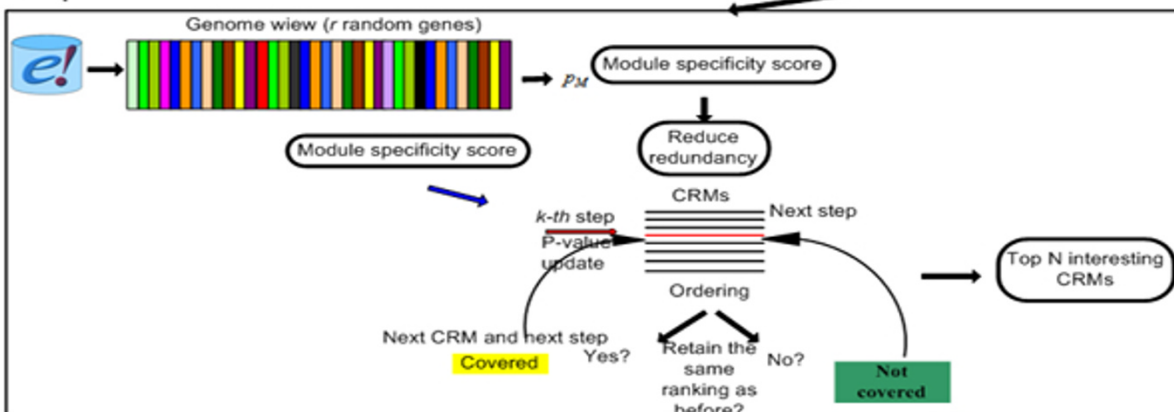 Genome wiew (r random genes)
e!
pM
Module specificity score
Reduce
redundancy
Module specificity score
CRMs
k-th step
Next step
P-value
update
Top N interesting
CRMs
Ordering
Next CRM and next step
Covered
Yes?
Retain the
same
ranking as
before?
No?
Not
covered